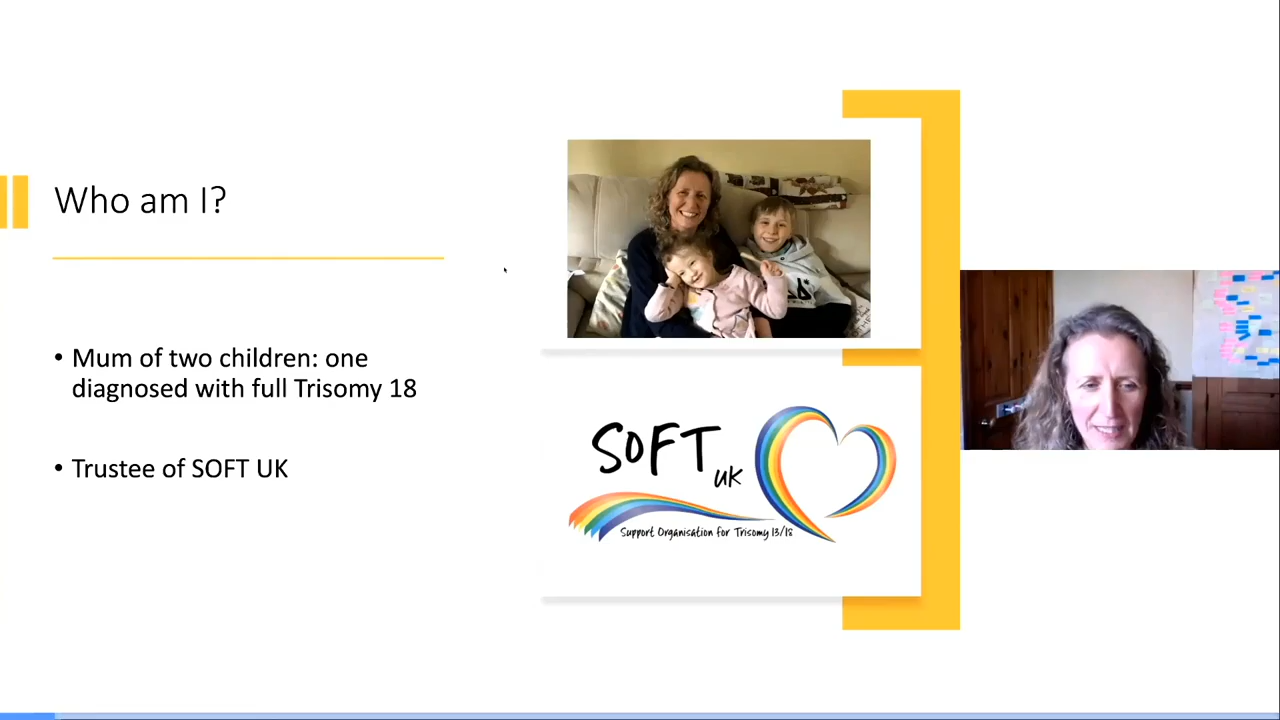 Who am I?
• Mum of two children: one
diagnosed with full Trisomy 18
• Trustee of SOFT UK
SOFT
UK
Support Organisation for Trisomy 13/18